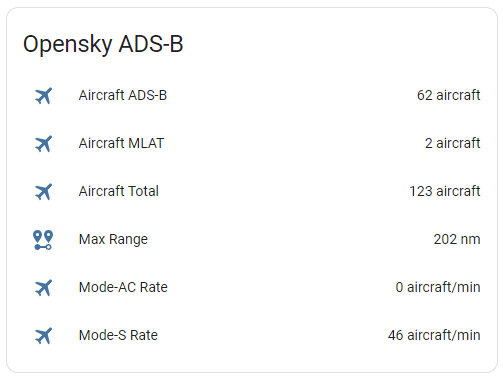 Opensky ADS-B
Aircraft ADS-B 62 aircraft
Aircraft MLAT 2 aircraft
Aircraft Total 123 aircraft
Max Range 202 nm
Mode-AC Rate 0 aircraft/min
Mode-S Rate 46 aircraft/min